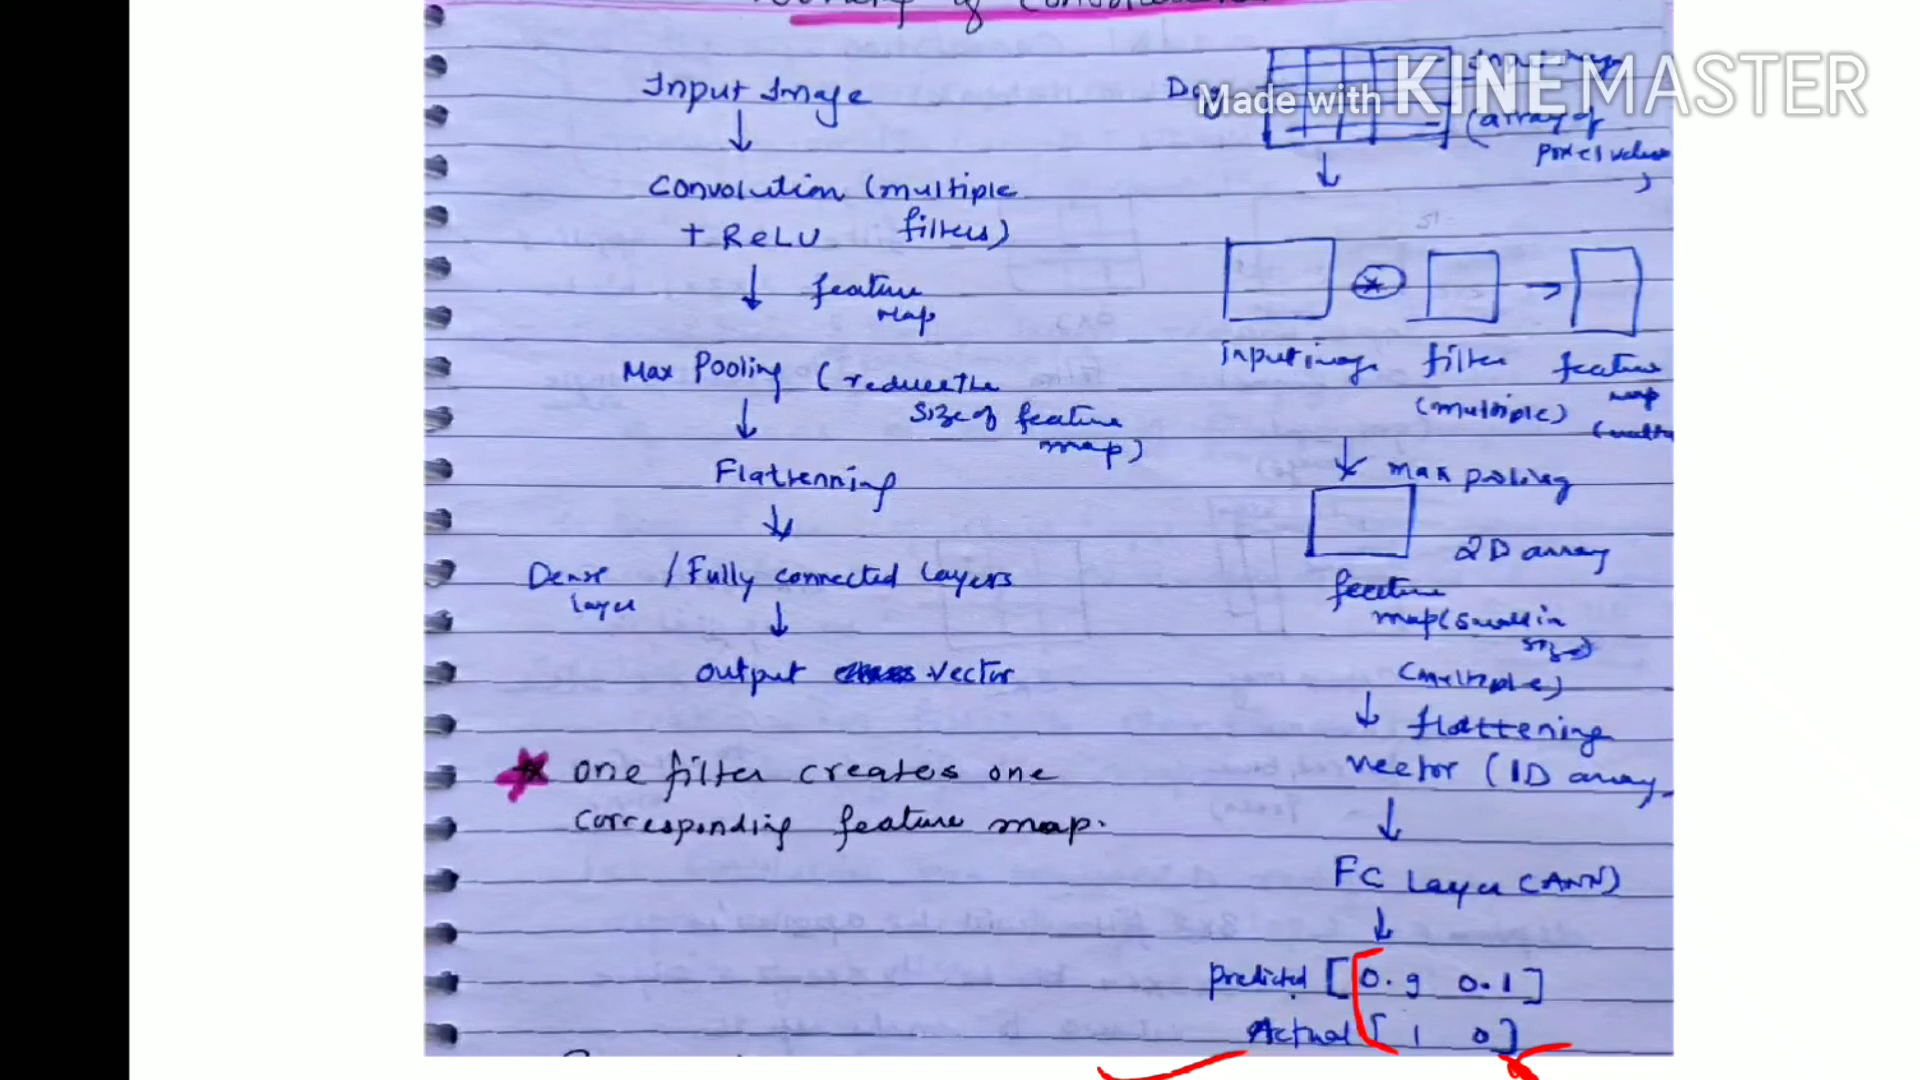 Input Image
Convolution (multiple
+ ReLU filters)
feature
Map
Max Pooling (reduce the
size of feature
map)
Flattenning
Dense / Fully connected Layers
layer
output vector
one filter creates one
corresponding feature map.
Dog
Made with KINEMASTER
(array of
pixel values
)
input image filter feature
map
(multiple)
max pooling
2D array
feature
map (small in
size)
(multiple)
flattening
vector (1D array
FC Layer (ANN)
Predicted [0.9 0.1]
Actual [1 0]